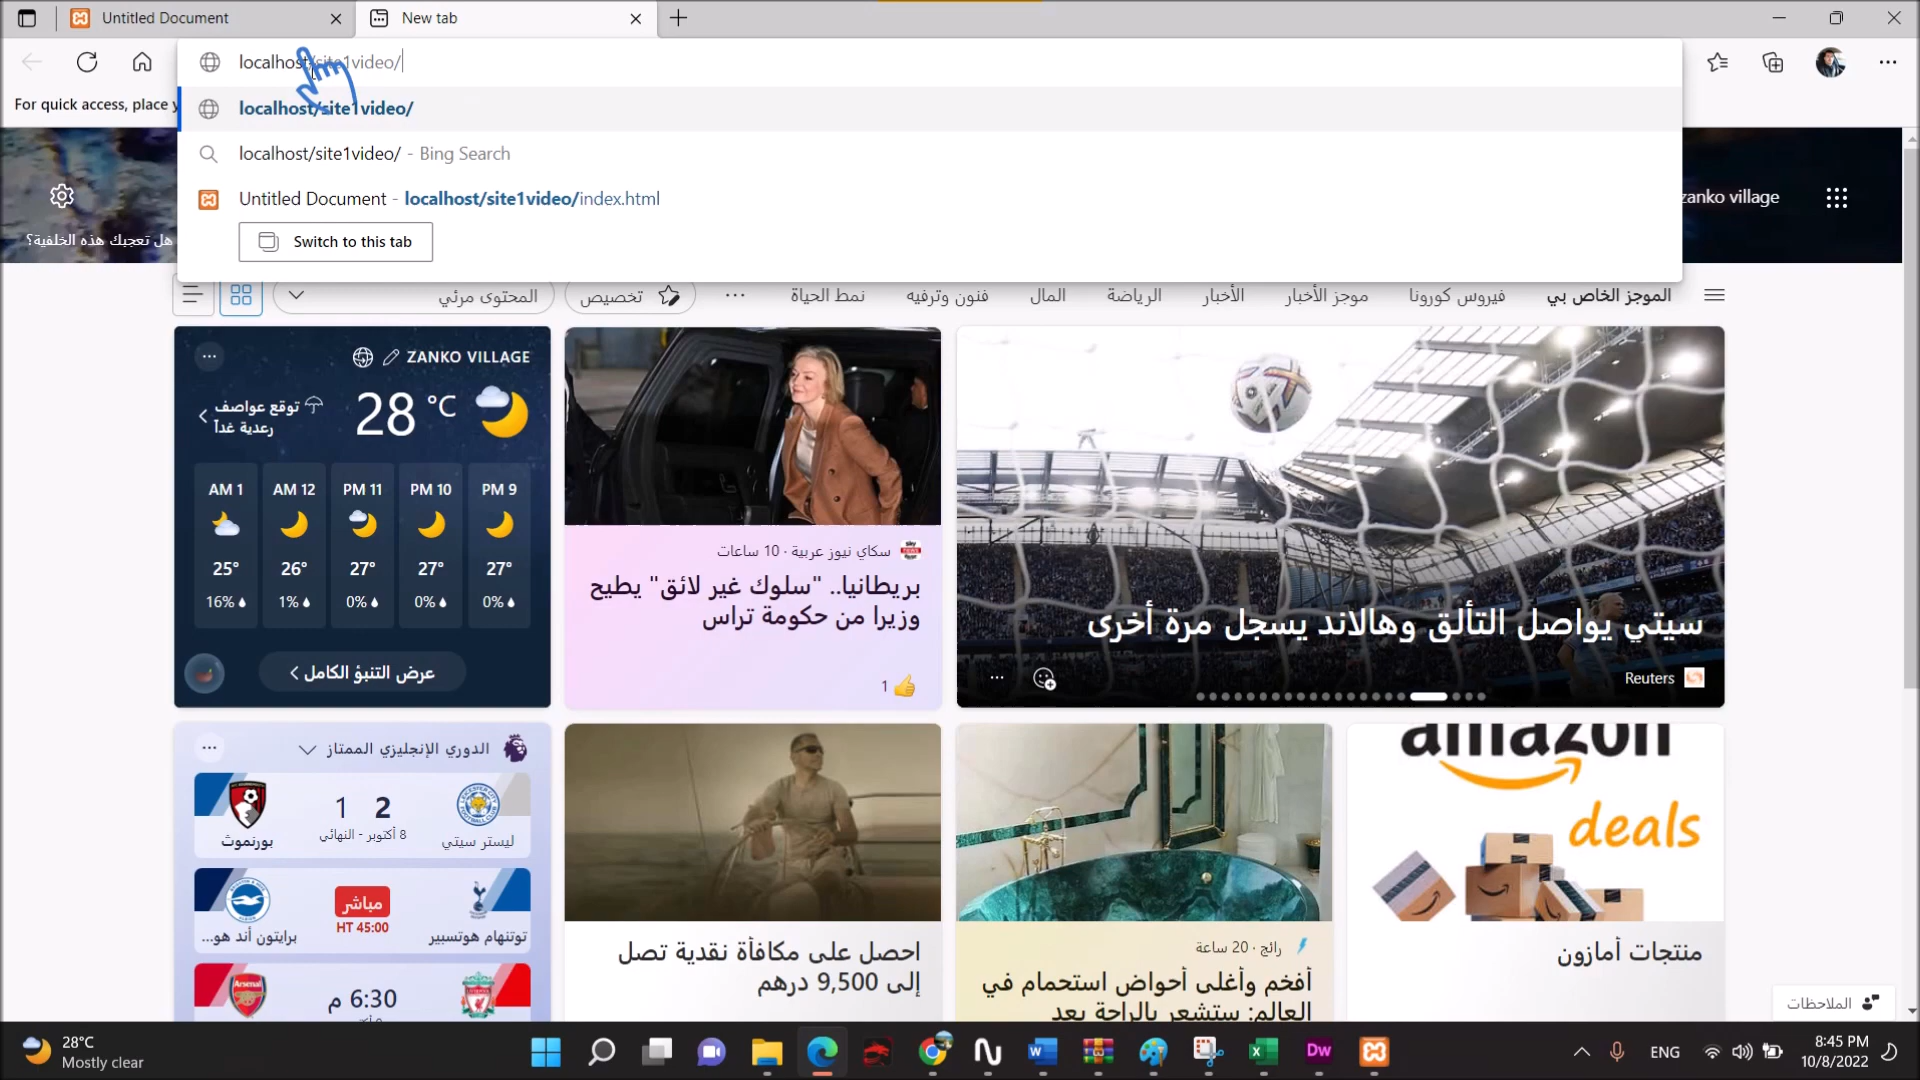 Untitled Document
New tab
localhost/site1video/
For quick access, place y
localhost/site1video/
localhost/site1video/ - Bing Search
Untitled Document - localhost/site1video/index.html
Switch to this tab
zanko village
هل تعجبك هذه الخلفية؟
الموجز الخاص بي
فيروس كورونا
موجز الأخبار
الأخبار
الرياضة
المال
فنون وترفيه
نمط الحياة
تخصيص
المحتوى مرئي
ZANKO VILLAGE
28 °C
توقع عواصف
رعدية غداً
AM 1 AM 12 PM 11 PM 10 PM 9
25° 26° 27° 27° 27°
16% 1% 0% 0% 0%
عرض التنبؤ الكامل
sky news عربية
سكاي نيوز عربية · 10 ساعات
بريطانيا.. "سلوك غير لائق" يطيح
وزيرا من حكومة تراس
1
سيتي يواصل التألق وهالاند يسجل مرة أخرى
Reuters
الدوري الإنجليزي الممتاز
1 2
8 أكتوبر - النهائي
بورنموث
ليستر سيتي
مباشر
HT 45:00
برايتون أند هو...
توتنهام هوتسبير
Arsenal
6:30 م
احصل على مكافأة نقدية تصل
إلى 9,500 درهم
رائج · 20 ساعة
أفخم وأغلى أحواض استحمام في
العالم: ستشعر بالراحة بعد
amazon
deals
منتجات أمازون
الملاحظات
28°C
Mostly clear
Dw
ENG
8:45 PM
10/8/2022